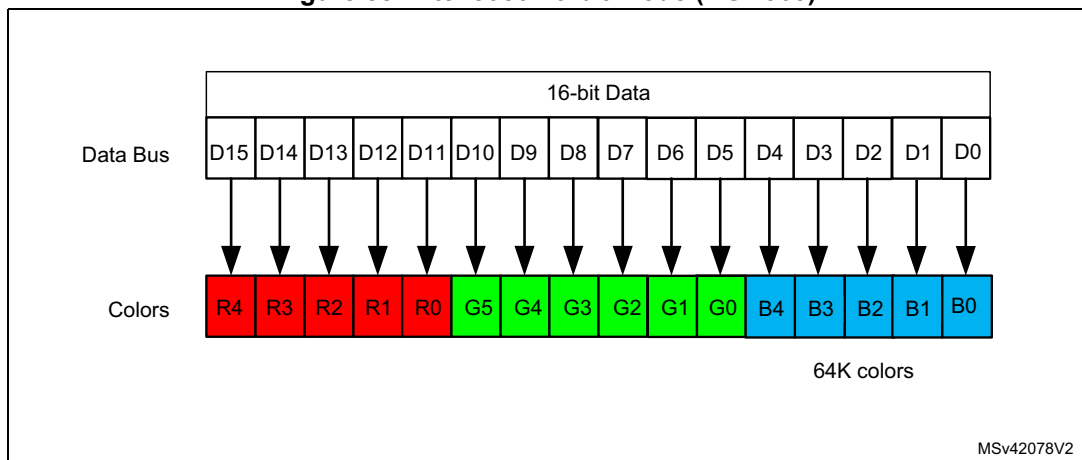 16-bit Data
Data Bus D15 D14 D13 D12 D11 D10 D9 D8 D7 D6 D5 D4 D3 D2 D1 D0
Colors R4 R3 R2 R1 R0 G5 G4 G3 G2 G1 G0 B4 B3 B2 B1 B0
64K colors
MSv42078V2